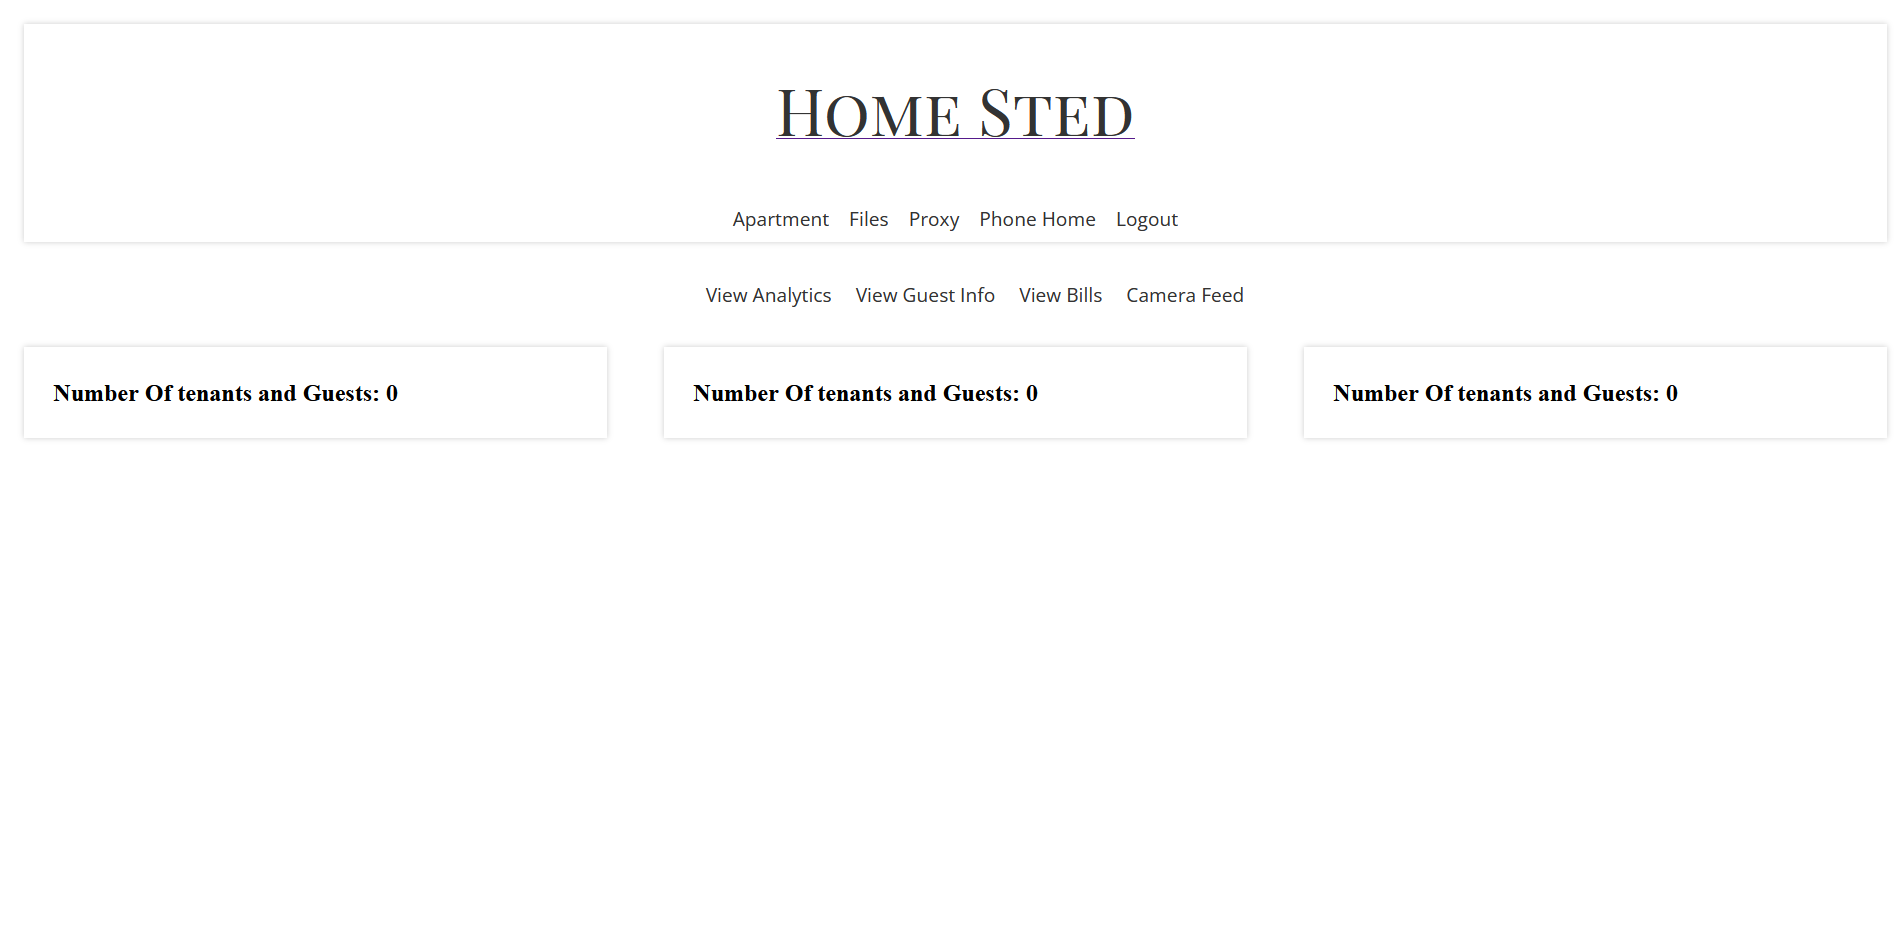 Home Sted
Apartment Files Proxy Phone Home Logout
View Analytics View Guest Info View Bills Camera Feed
Number Of tenants and Guests: 0 Number Of tenants and Guests: 0 Number Of tenants and Guests: 0